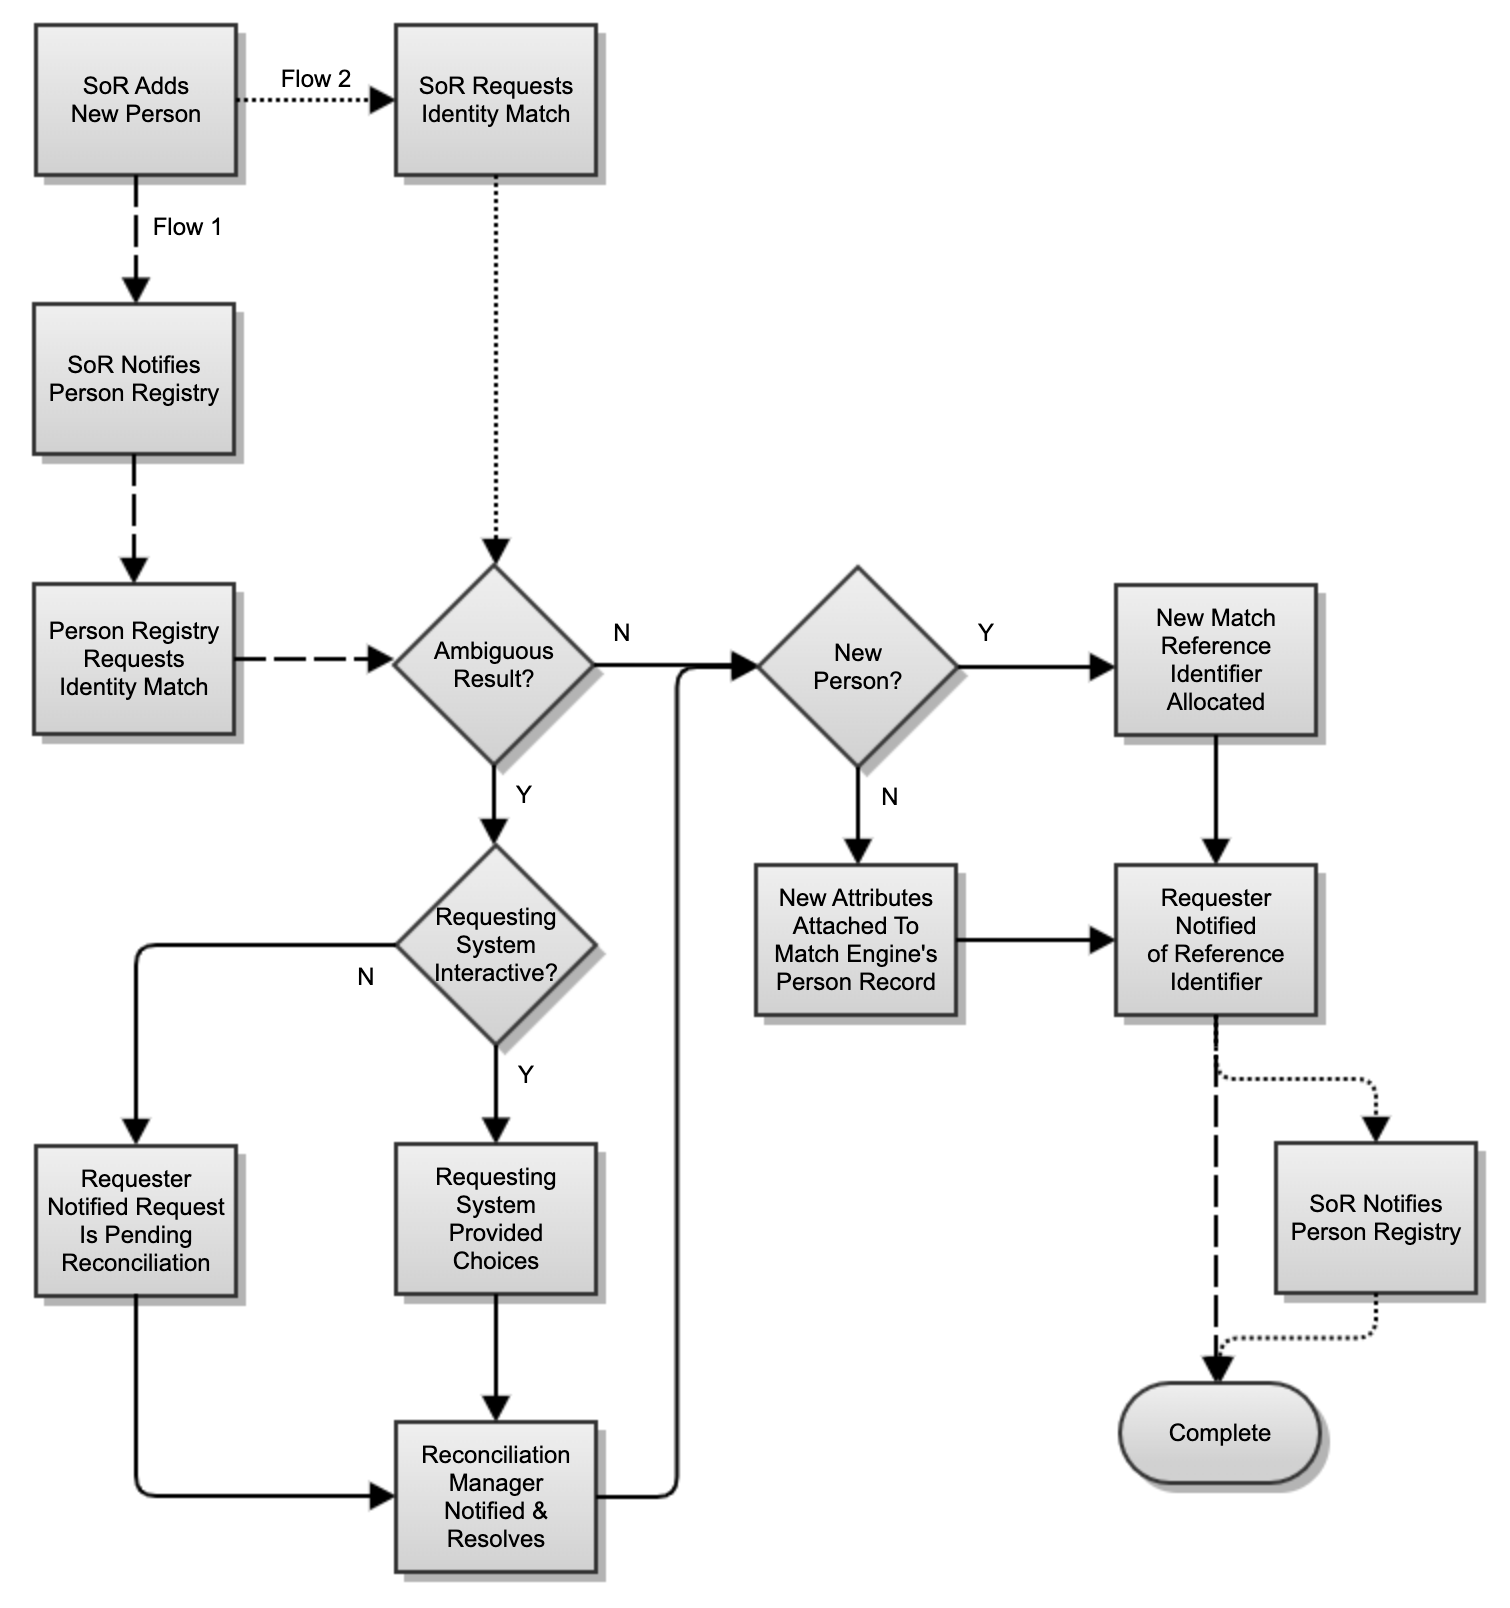 SoR Adds
New Person
Flow 2
SoR Requests
Identity Match
Flow 1
SoR Notifies
Person Registry
Person Registry
Requests
Identity Match
Ambiguous
Result?
N
New
Person?
Y
New Match
Reference
Identifier
Allocated
Y
N
Requesting
System
Interactive?
N
Y
New Attributes
Attached To
Match Engine's
Person Record
Requester
Notified
of Reference
Identifier
Requester
Notified Request
Is Pending
Reconciliation
Requesting
System
Provided
Choices
SoR Notifies
Person Registry
Reconciliation
Manager
Notified &
Resolves
Complete